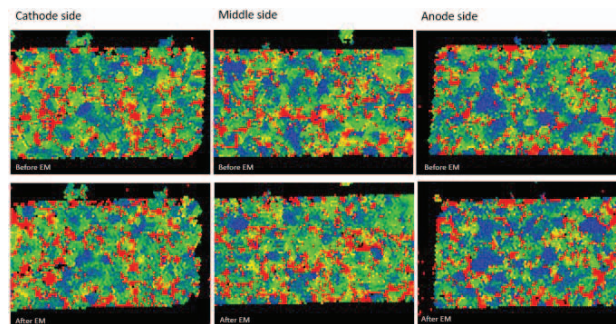 Cathode side
Middle side
Anode side
Before EM
Before EM
Before EM
After EM
After EM
After EM